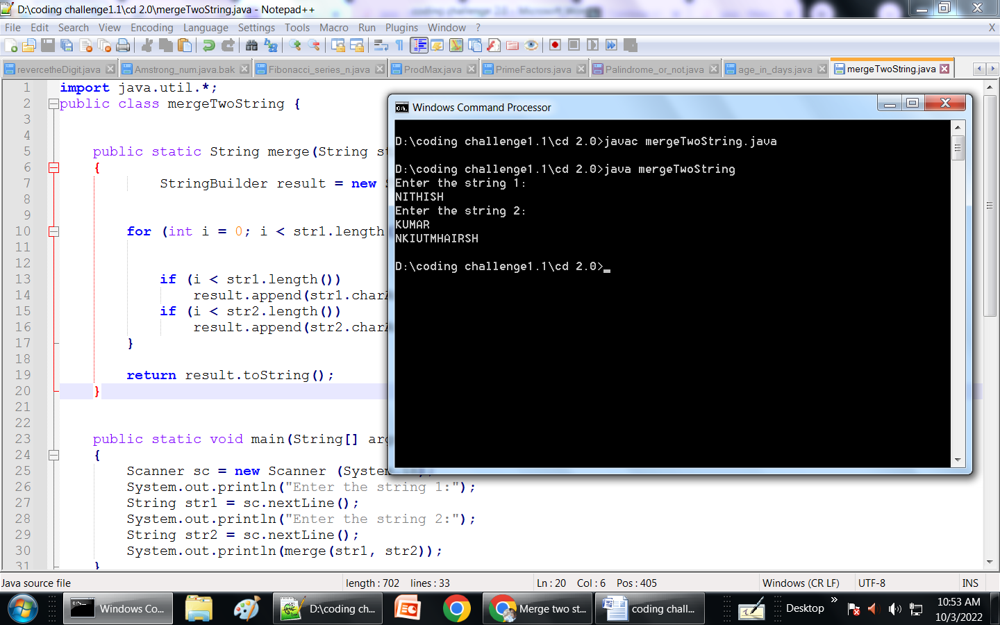 D:\coding challenge1.1\cd 2.0\mergeTwoString.java - Notepad++
File Edit Search View Encoding Language Settings Tools Macro Run Plugins Window ? X
revercetheDigit.java Amstrong_num.java.bak Fibonacci_series_n.java ProdMax.java PrimeFactors.java Palindrome_or_not.java age_in_days.java mergeTwoString.java
1 import java.util.*;
2 public class mergeTwoString {
3
4
5 public static String merge(String st
6 {
7 StringBuilder result = new
8
9
10 for (int i = 0; i < str1.length
11
12
13 if (i < str1.length())
14 result.append(str1.charA
15 if (i < str2.length())
16 result.append(str2.charA
17 }
18
19 return result.toString();
20 }
21
22
23 public static void main(String[] arg
24 {
25 Scanner sc = new Scanner (System
26 System.out.println("Enter the string 1:");
27 String str1 = sc.nextLine();
28 System.out.println("Enter the string 2:");
29 String str2 = sc.nextLine();
30 System.out.println(merge(str1, str2));
31 }
Windows Command Processor
D:\coding challenge1.1\cd 2.0>javac mergeTwoString.java
D:\coding challenge1.1\cd 2.0>java mergeTwoString
Enter the string 1:
NITHISH
Enter the string 2:
KUMAR
NKIUTMHAIRSH
D:\coding challenge1.1\cd 2.0>
Java source file length : 702 lines : 33 Ln : 20 Col : 6 Pos : 405 Windows (CR LF) UTF-8 INS
Windows Co... D:\coding ch... Merge two st... coding chall... Desktop » 10:53 AM
10/3/2022